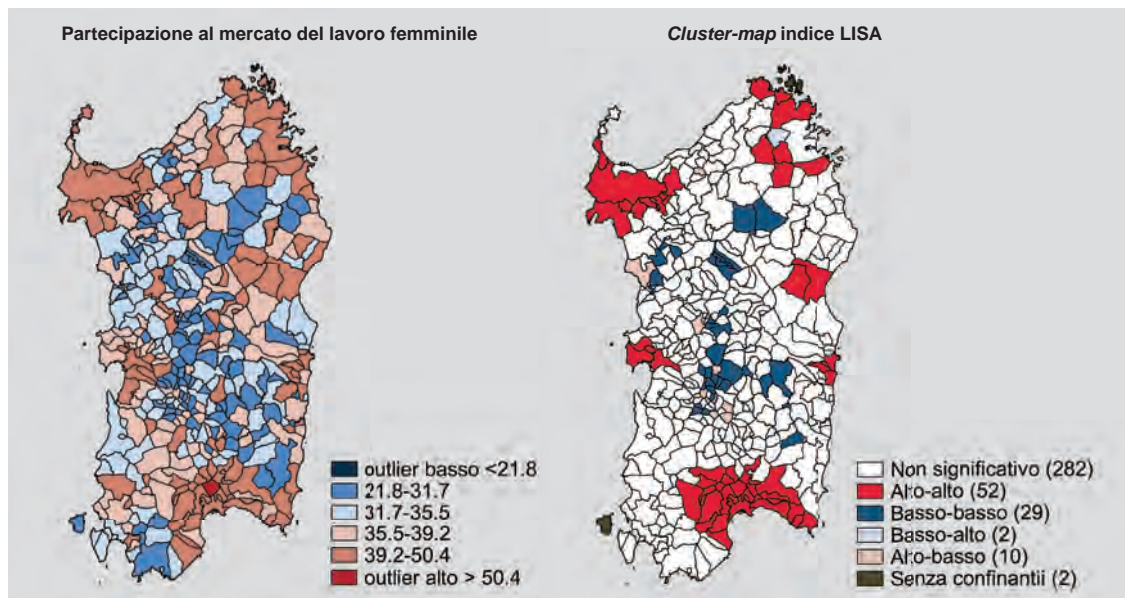 Partecipazione al mercato del lavoro femminile
Cluster-map indice LISA
outlier basso <21.8
21.8-31.7
31.7-35.5
35.5-39.2
39.2-50.4
outlier alto > 50.4
Non significativo (282)
Alto-alto (52)
Basso-basso (29)
Basso-alto (2)
Alto-basso (10)
Senza confinantii (2)